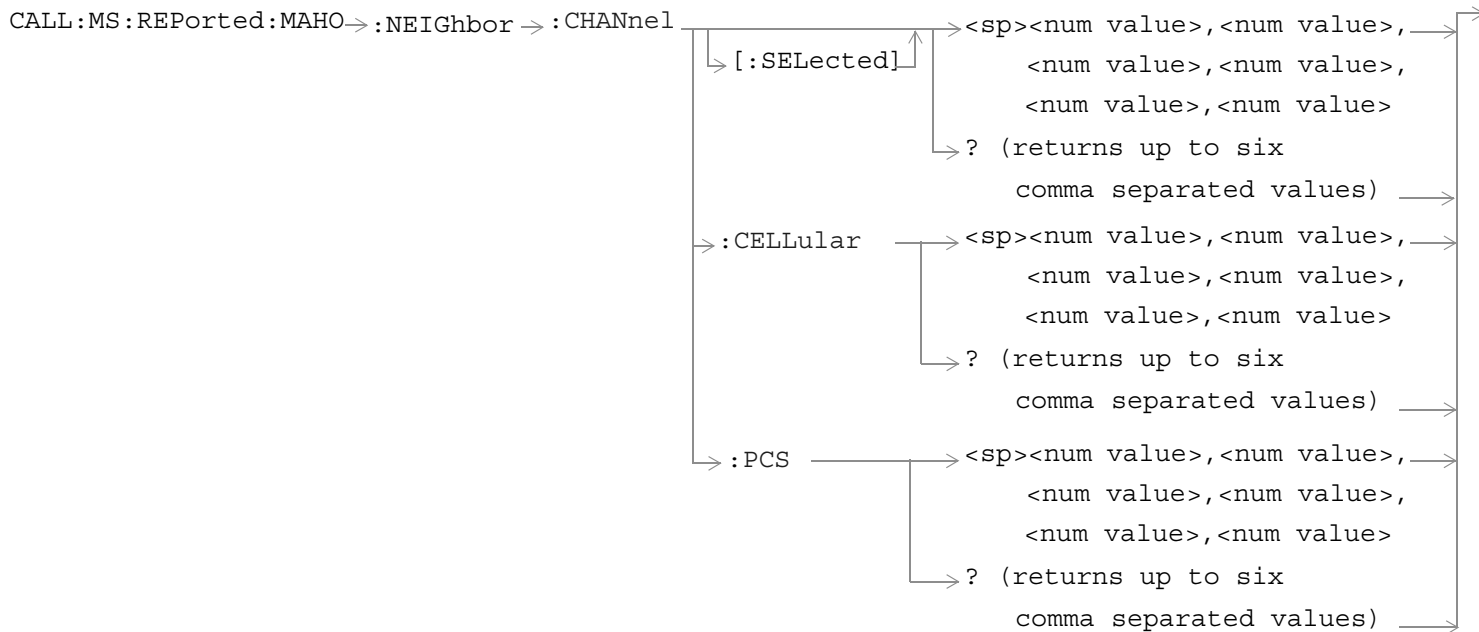 CALL:MS:REPorted:MAHO :NEIGhbor :CHANnel <sp><num value>,<num value>,
[:SELected] <num value>,<num value>,
<num value>,<num value>
? (returns up to six
comma separated values)
:CELLular <sp><num value>,<num value>,
<num value>,<num value>,
<num value>,<num value>
? (returns up to six
comma separated values)
:PCS <sp><num value>,<num value>,
<num value>,<num value>,
<num value>,<num value>
? (returns up to six
comma separated values)